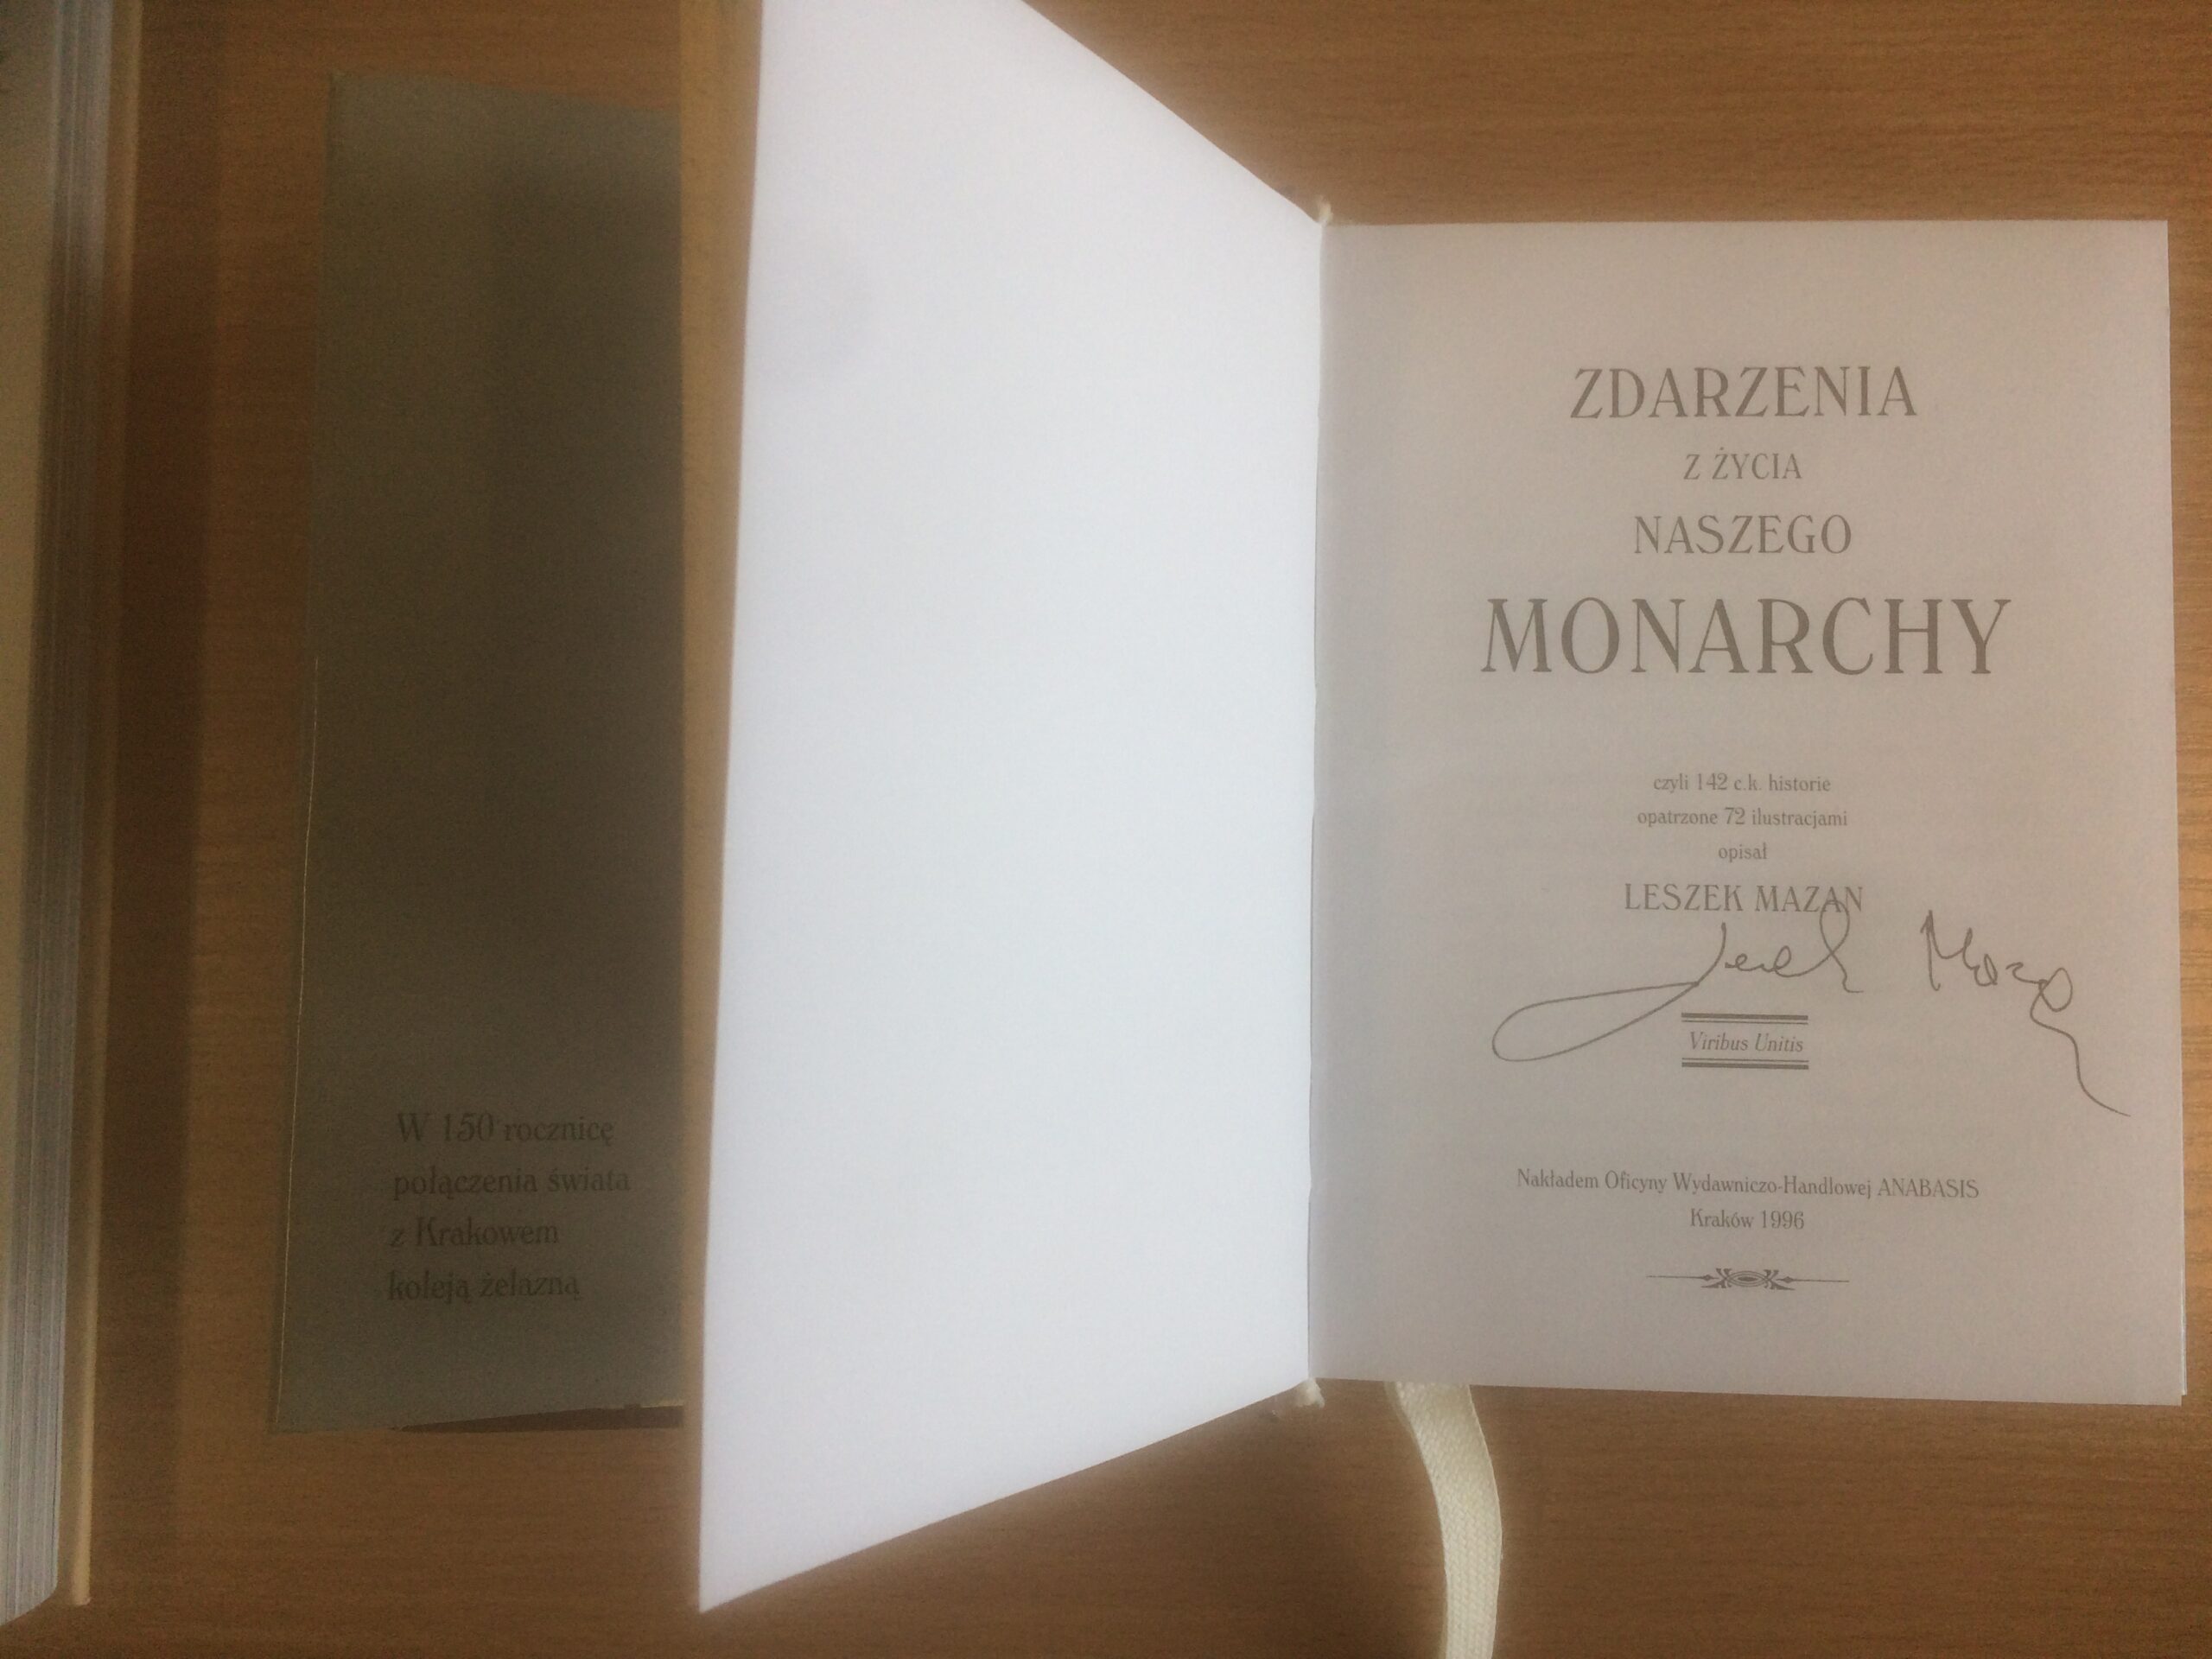 W 150 rocznicę
połączenia świata
z Krakowem
koleją żelazną
ZDARZENIA
Z ŻYCIA
NASZEGO
MONARCHY
czyli 142 c.k. historie
opatrzone 72 ilustracjami
opisał
LESZEK MAZAN
Viribus Unitis
Nakładem Oficyny Wydawniczo-Handlowej ANABASIS
Kraków 1996